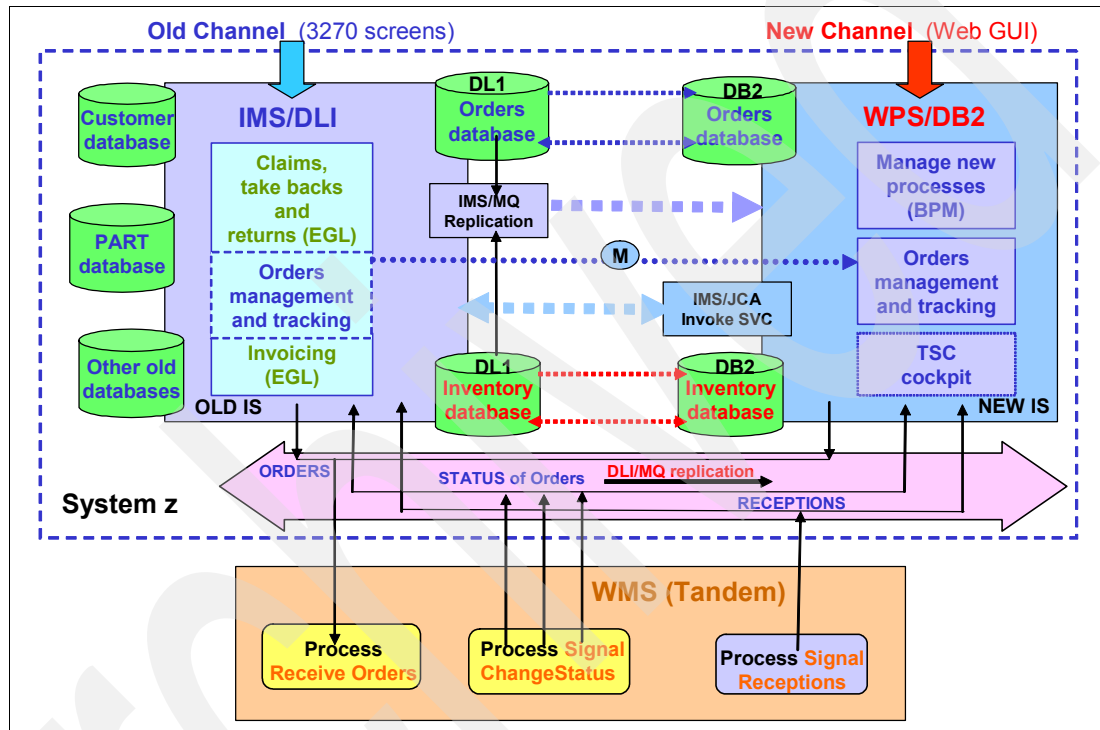 Old Channel (3270 screens)
New Channel (Web GUI)
Customer
database
PART
database
Other old
databases
IMS/DLI
Claims,
take backs
and
returns (EGL)
Orders
management
and tracking
Invoicing
(EGL)
OLD IS
DL1
Orders
database
IMS/MQ
Replication
M
IMS/JCA
Invoke SVC
DL1
Inventory
database
DB2
Orders
database
DB2
Inventory
database
WPS/DB2
Manage new
processes
(BPM)
Orders
management
and tracking
TSC
cockpit
NEW IS
ORDERS
STATUS of Orders
DLI/MQ replication
RECEPTIONS
System z
WMS (Tandem)
Process
Receive Orders
Process Signal
ChangeStatus
Process Signal
Receptions